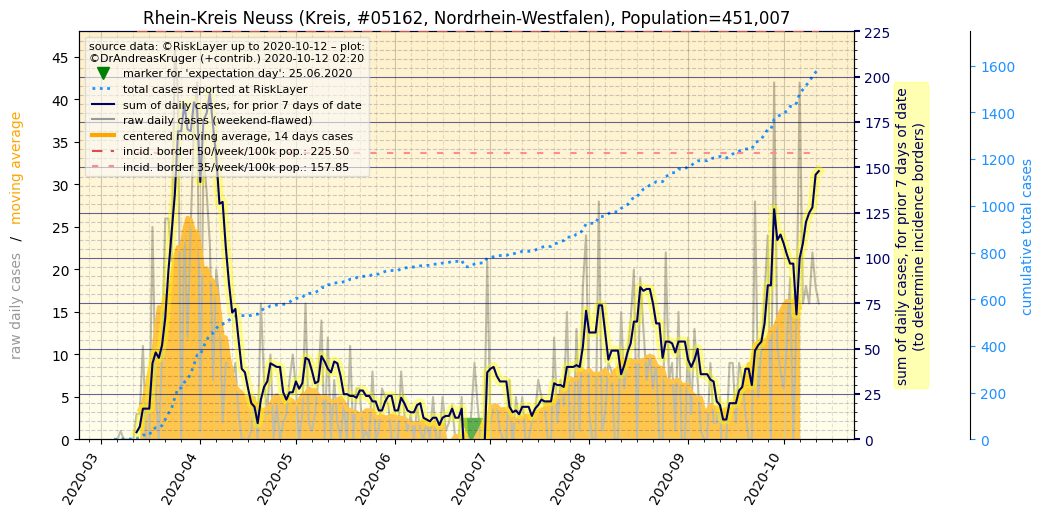 Rhein-Kreis Neuss (Kreis, #05162, Nordrhein-Westfalen), Population=451,007
source data: ©RiskLayer up to 2020-10-12 – plot:
©DrAndreasKruger (+contrib.) 2020-10-12 02:20
marker for 'expectation day': 25.06.2020
total cases reported at RiskLayer
sum of daily cases, for prior 7 days of date
raw daily cases (weekend-flawed)
centered moving average, 14 days cases
incid. border 50/week/100k pop.: 225.50
incid. border 35/week/100k pop.: 157.85
raw daily cases / moving average
45
40
35
30
25
20
15
10
5
0
2020-03
2020-04
2020-05
2020-06
2020-07
2020-08
2020-09
2020-10
225
200
175
150
125
100
75
50
25
0
sum of daily cases, for prior 7 days of date
(to determine incidence borders)
1600
1400
1200
1000
800
600
400
200
0
cumulative total cases